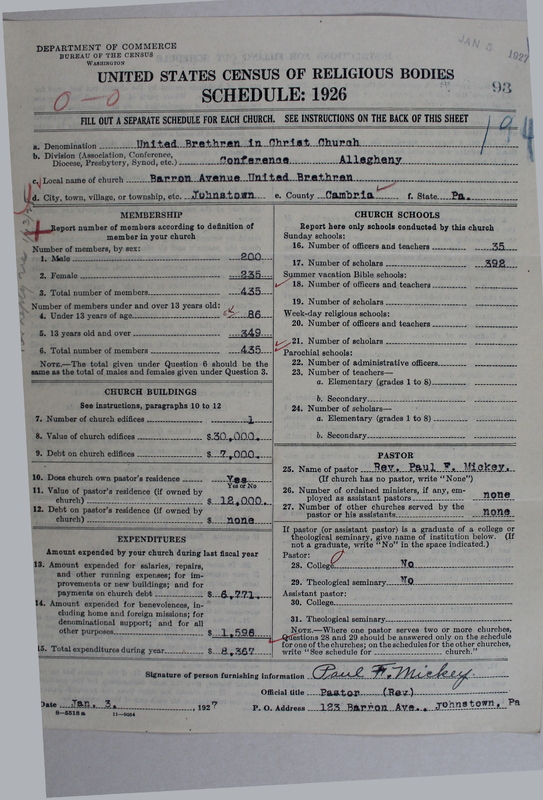 JAN 5 1927
DEPARTMENT OF COMMERCE
BUREAU OF THE CENSUS
WASHINGTON
UNITED STATES CENSUS OF RELIGIOUS BODIES
SCHEDULE: 1926
93
0-0
FILL OUT A SEPARATE SCHEDULE FOR EACH CHURCH. SEE INSTRUCTIONS ON THE BACK OF THIS SHEET
194
a. Denomination United Brethren in Christ Church
b. Division (Association, Conference, Diocese, Presbytery, Synod, etc.) Conference Allegheny
c. Local name of church Barron Avenue United Brethren
d. City, town, village, or township, etc. Johnstown e. County Cambria f. State Pa.
MEMBERSHIP
Report number of members according to definition of
member in your church
Number of members, by sex:
1. Male 200
2. Female 235
3. Total number of members 435
Number of members under and over 13 years old:
4. Under 13 years of age 86
5. 13 years old and over 349
6. Total number of members 435
NOTE.—The total given under Question 6 should be the
same as the total of males and females given under Question 3.
CHURCH BUILDINGS
See instructions, paragraphs 10 to 12
7. Number of church edifices 1
8. Value of church edifices $30,000.
9. Debt on church edifices $ 7,000.
10. Does church own pastor's residence? Yes
Yes or No
11. Value of pastor's residence (if owned by
church) $ 12,000.
12. Debt on pastor's residence (if owned by
church) $ none
EXPENDITURES
Amount expended by your church during last fiscal year
13. Amount expended for salaries, repairs,
and other running expenses; for im-
provements or new buildings; and for
payments on church debt $ 6,771.
14. Amount expended for benevolences, in-
cluding home and foreign missions; for
denominational support; and for all
other purposes $ 1,596
15. Total expenditures during year $ 8,367
CHURCH SCHOOLS
Report here only schools conducted by this church
Sunday schools:
16. Number of officers and teachers 35
17. Number of scholars 398
Summer vacation Bible schools:
18. Number of officers and teachers
19. Number of scholars
Week-day religious schools:
20. Number of officers and teachers
21. Number of scholars
Parochial schools:
22. Number of administrative officers
23. Number of teachers—
a. Elementary (grades 1 to 8)
b. Secondary
24. Number of scholars—
a. Elementary (grades 1 to 8)
b. Secondary
PASTOR
25. Name of pastor Rev. Paul F. Mickey.
(If church has no pastor, write "None")
26. Number of ordained ministers, if any, em-
ployed as assistant pastors none
27. Number of other churches served by the
pastor or his assistants none
If pastor (or assistant pastor) is a graduate of a college or
theological seminary, give name of institution below. (If
not a graduate, write "No" in the space indicated.)
Pastor:
28. College No
29. Theological seminary No
Assistant pastor:
30. College
31. Theological seminary
NOTE.—Where one pastor serves two or more churches,
Questions 28 and 29 should be answered only on the schedule
for one of the churches; on the schedules for the other churches,
write "See schedule for church."
Signature of person furnishing information Paul F. Mickey
Official title Pastor (Rev)
Date Jan. 3. , 1927 P. O. Address 123 Barron Ave., Johnstown, Pa
8-5518a 11-8064